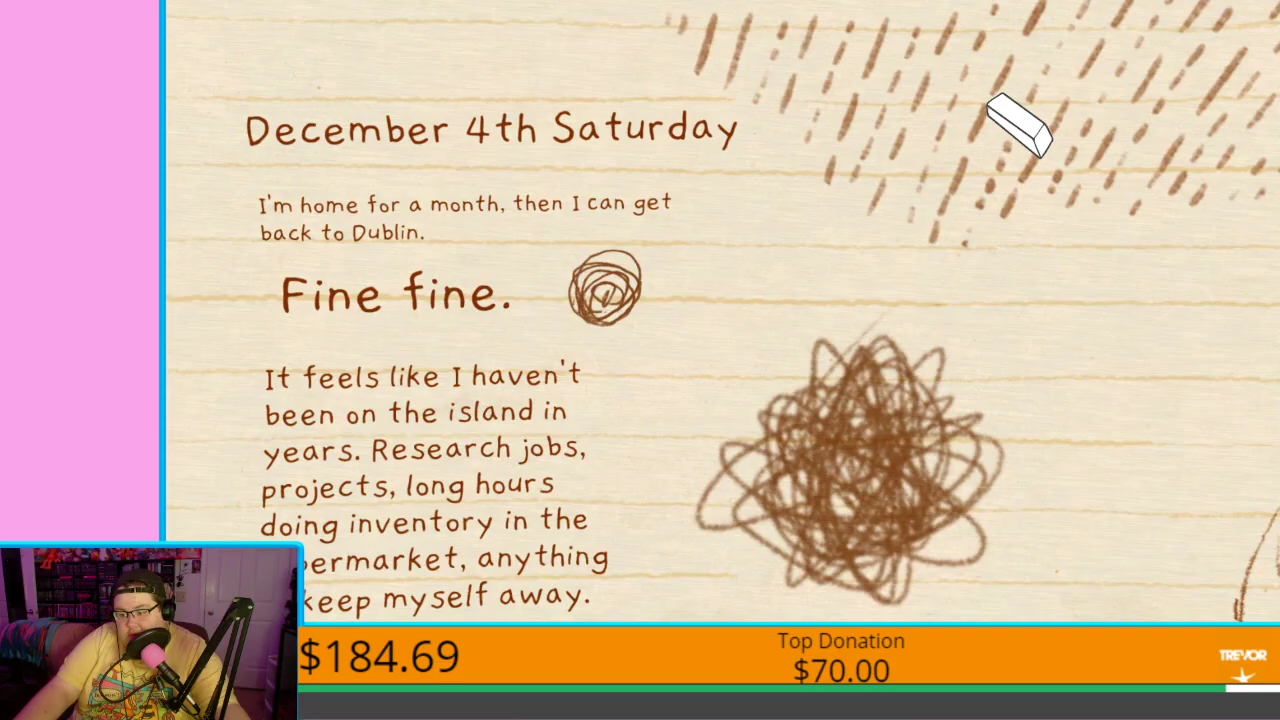 December 4th Saturday
I'm home for a month, then I can get
back to Dublin.
Fine fine.
It feels like I haven't
been on the island in
years. Research jobs,
projects, long hours
doing inventory in the
permarket, anything
keep myself away.
$184.69
Top Donation
$70.00
TREVOR